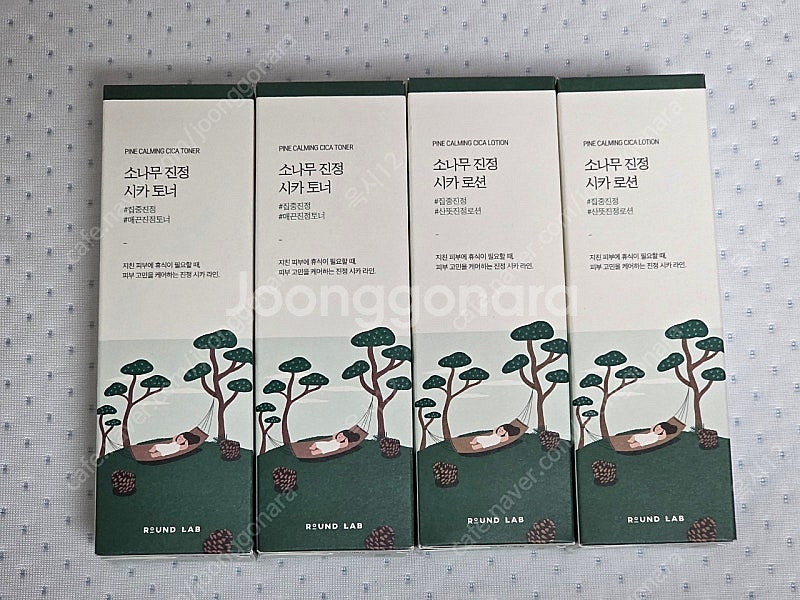 PINE CALMING CICA TONER
소나무 진정
시카 토너
#집중진정
#매끈진정토너
-
지친 피부에 휴식이 필요할 때,
피부 고민을 케어하는 진정 시카 라인.
ROUND LAB
PINE CALMING CICA TONER
소나무 진정
시카 토너
#집중진정
#매끈진정토너
-
지친 피부에 휴식이 필요할 때,
피부 고민을 케어하는 진정 시카 라인.
ROUND LAB
PINE CALMING CICA LOTION
소나무 진정
시카 로션
#집중진정
#산뜻진정로션
-
지친 피부에 휴식이 필요할 때,
피부 고민을 케어하는 진정 시카 라인.
ROUND LAB
PINE CALMING CICA LOTION
소나무 진정
시카 로션
#집중진정
#산뜻진정로션
-
지친 피부에 휴식이 필요할 때,
피부 고민을 케어하는 진정 시카 라인.
ROUND LAB
Joonggonara
cafe.naver.com/joonggonara